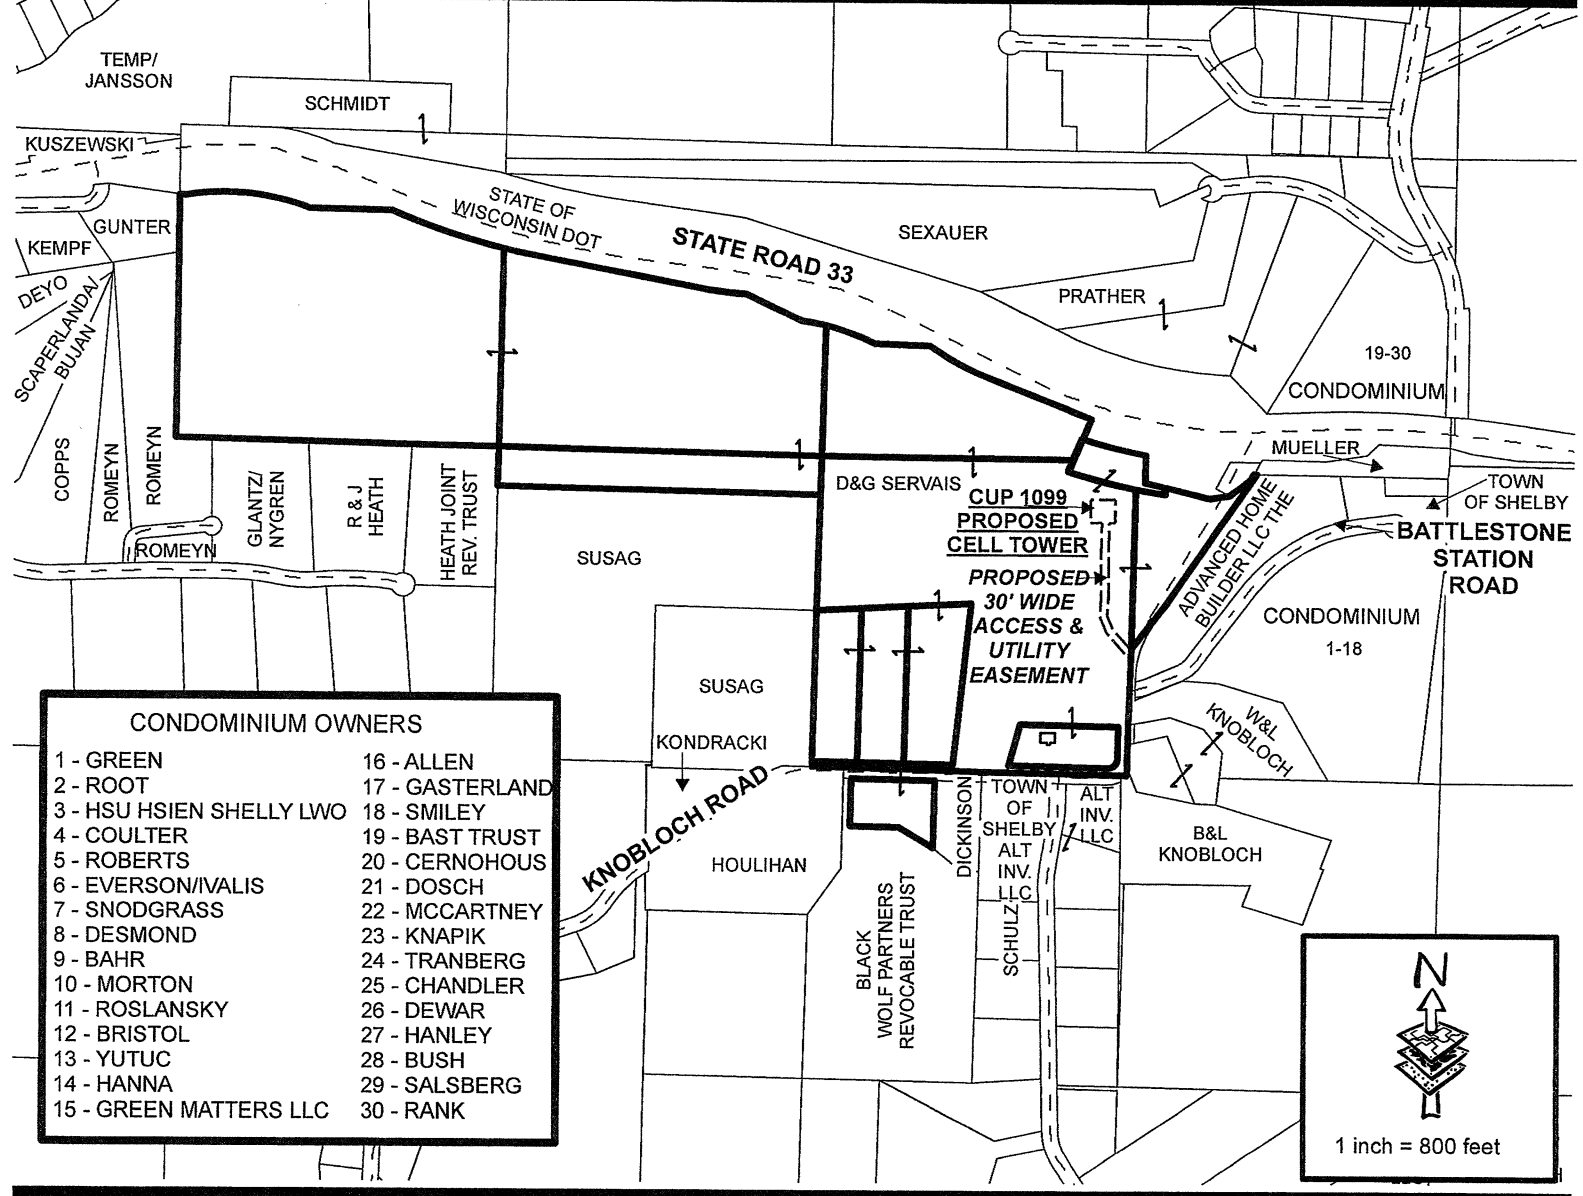 TEMP/
JANSSON
SCHMIDT
KUSZEWSKI
GUNTER
KEMPF
DEYO
SCAPERLANDA/
BUJAN
COPPS
ROMEYN
ROMEYN
ROMEYN
GLANTZ/
NYGREN
R & J
HEATH
HEATH JOINT
REV. TRUST
STATE OF
WISCONSIN DOT
STATE ROAD 33
SEXAUER
PRATHER
19-30
CONDOMINIUM
MUELLER
TOWN
OF SHELBY
BATTLESTONE
STATION
ROAD
ADVANCED HOME
BUILDER LLC THE
CONDOMINIUM
1-18
D&G SERVAIS
CUP 1099
PROPOSED
CELL TOWER
PROPOSED
30' WIDE
ACCESS &
UTILITY
EASEMENT
SUSAG
SUSAG
KONDRACKI
KNOBLOCH ROAD
HOULIHAN
W&L
KNOBLOCH
B&L
KNOBLOCH
DICKINSON
TOWN
OF
SHELBY
ALT
INV.
LLC
ALT
INV.
LLC
SCHULZ
BLACK
WOLF PARTNERS
REVOCABLE TRUST
CONDOMINIUM OWNERS
1 - GREEN
2 - ROOT
3 - HSU HSIEN SHELLY LWO
4 - COULTER
5 - ROBERTS
6 - EVERSON/IVALIS
7 - SNODGRASS
8 - DESMOND
9 - BAHR
10 - MORTON
11 - ROSLANSKY
12 - BRISTOL
13 - YUTUC
14 - HANNA
15 - GREEN MATTERS LLC
16 - ALLEN
17 - GASTERLAND
18 - SMILEY
19 - BAST TRUST
20 - CERNOHOUS
21 - DOSCH
22 - MCCARTNEY
23 - KNAPIK
24 - TRANBERG
25 - CHANDLER
26 - DEWAR
27 - HANLEY
28 - BUSH
29 - SALSBERG
30 - RANK
N
1 inch = 800 feet